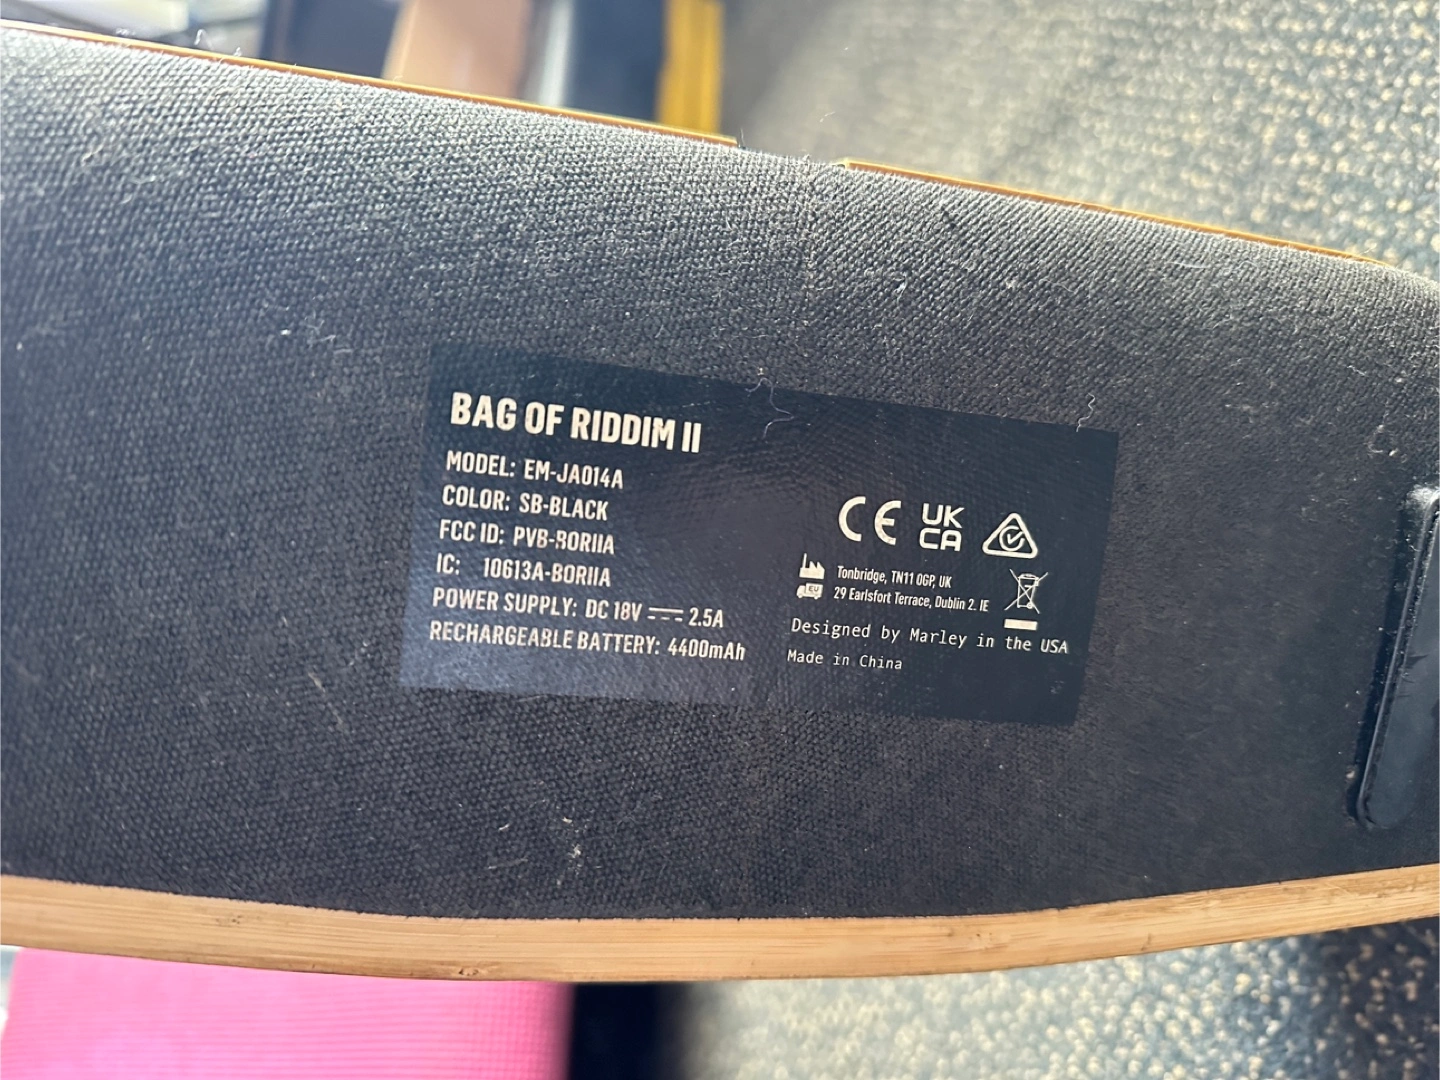 BAG OF RIDDIM II
MODEL: EM-JA014A
COLOR: SB-BLACK
FCC ID: PVB-BORIIA
IC: 10613A-BORIIA
POWER SUPPLY: DC 18V 2.5A
RECHARGEABLE BATTERY: 4400mAh
CE UK CA
Tonbridge, TN11 0GP, UK
EU 29 Earlsfort Terrace, Dublin 2. IE
Designed by Marley in the USA
Made in China